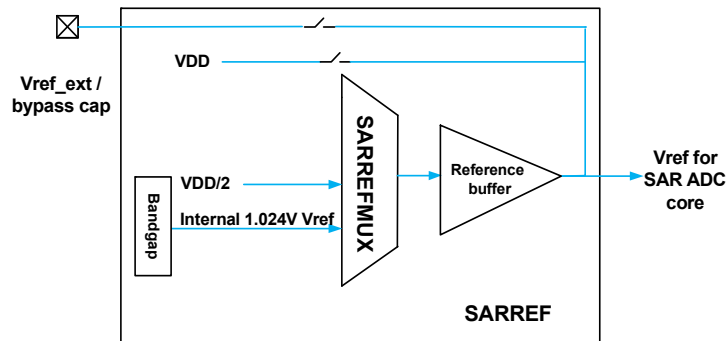 VDD
Vref_ext /
bypass cap
SARREFMUX
Reference
buffer
Vref for
SAR ADC
core
VDD/2
Internal 1.024V Vref
Bandgap
SARREF